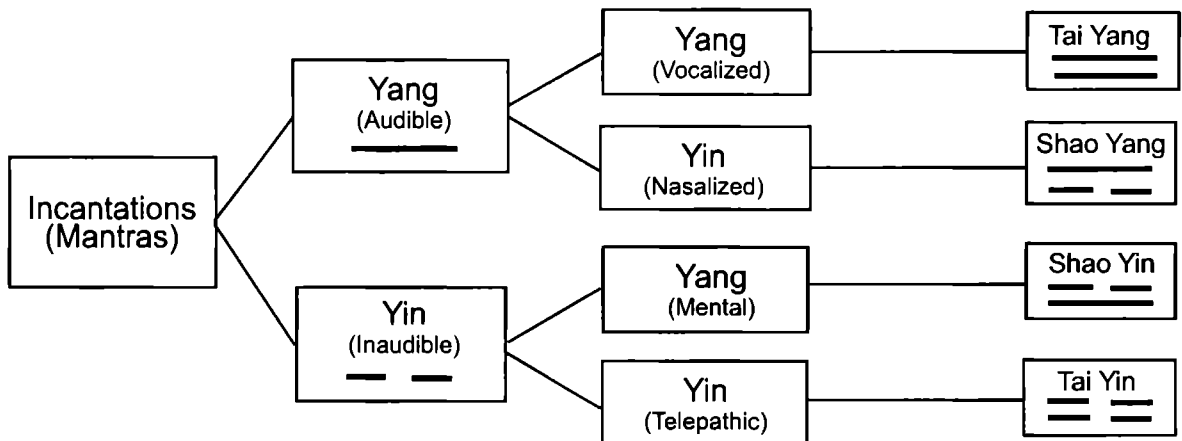 Incantations
(Mantras)
Yang
(Audible)
Yin
(Inaudible)
Yang
(Vocalized)
Yin
(Nasalized)
Yang
(Mental)
Yin
(Telepathic)
Tai Yang
Shao Yang
Shao Yin
Tai Yin